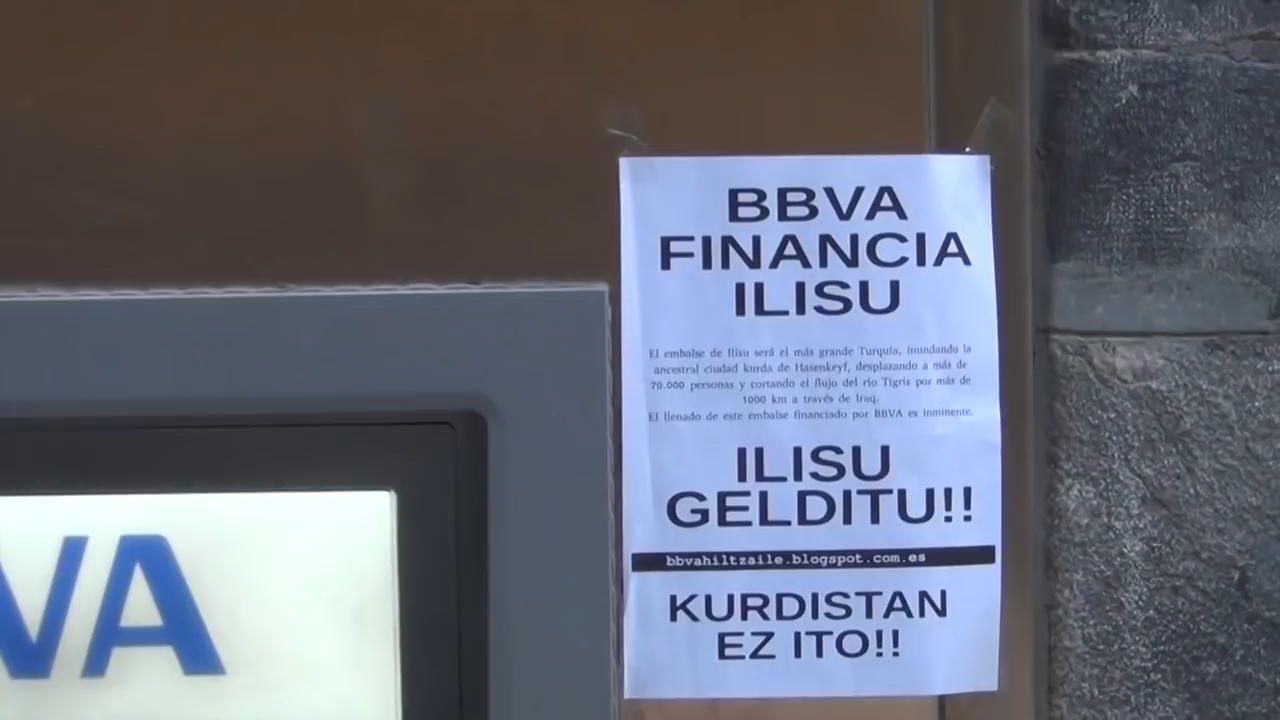 BBVA
FINANCIA
ILISU
El embalse de Ilisu será el más grande Turquía, inundando la
ancestral ciudad kurda de Hasenkeyf, desplazando a más de
70.000 personas y cortando el flujo del río Tigris por más de
1000 km a través de Iraq.
El llenado de este embalse financiado por BBVA es inminente.
ILISU
GELDITU!!
bbvahiltzaile.blogspot.com.es
KURDISTAN
EZ ITO!!
VA